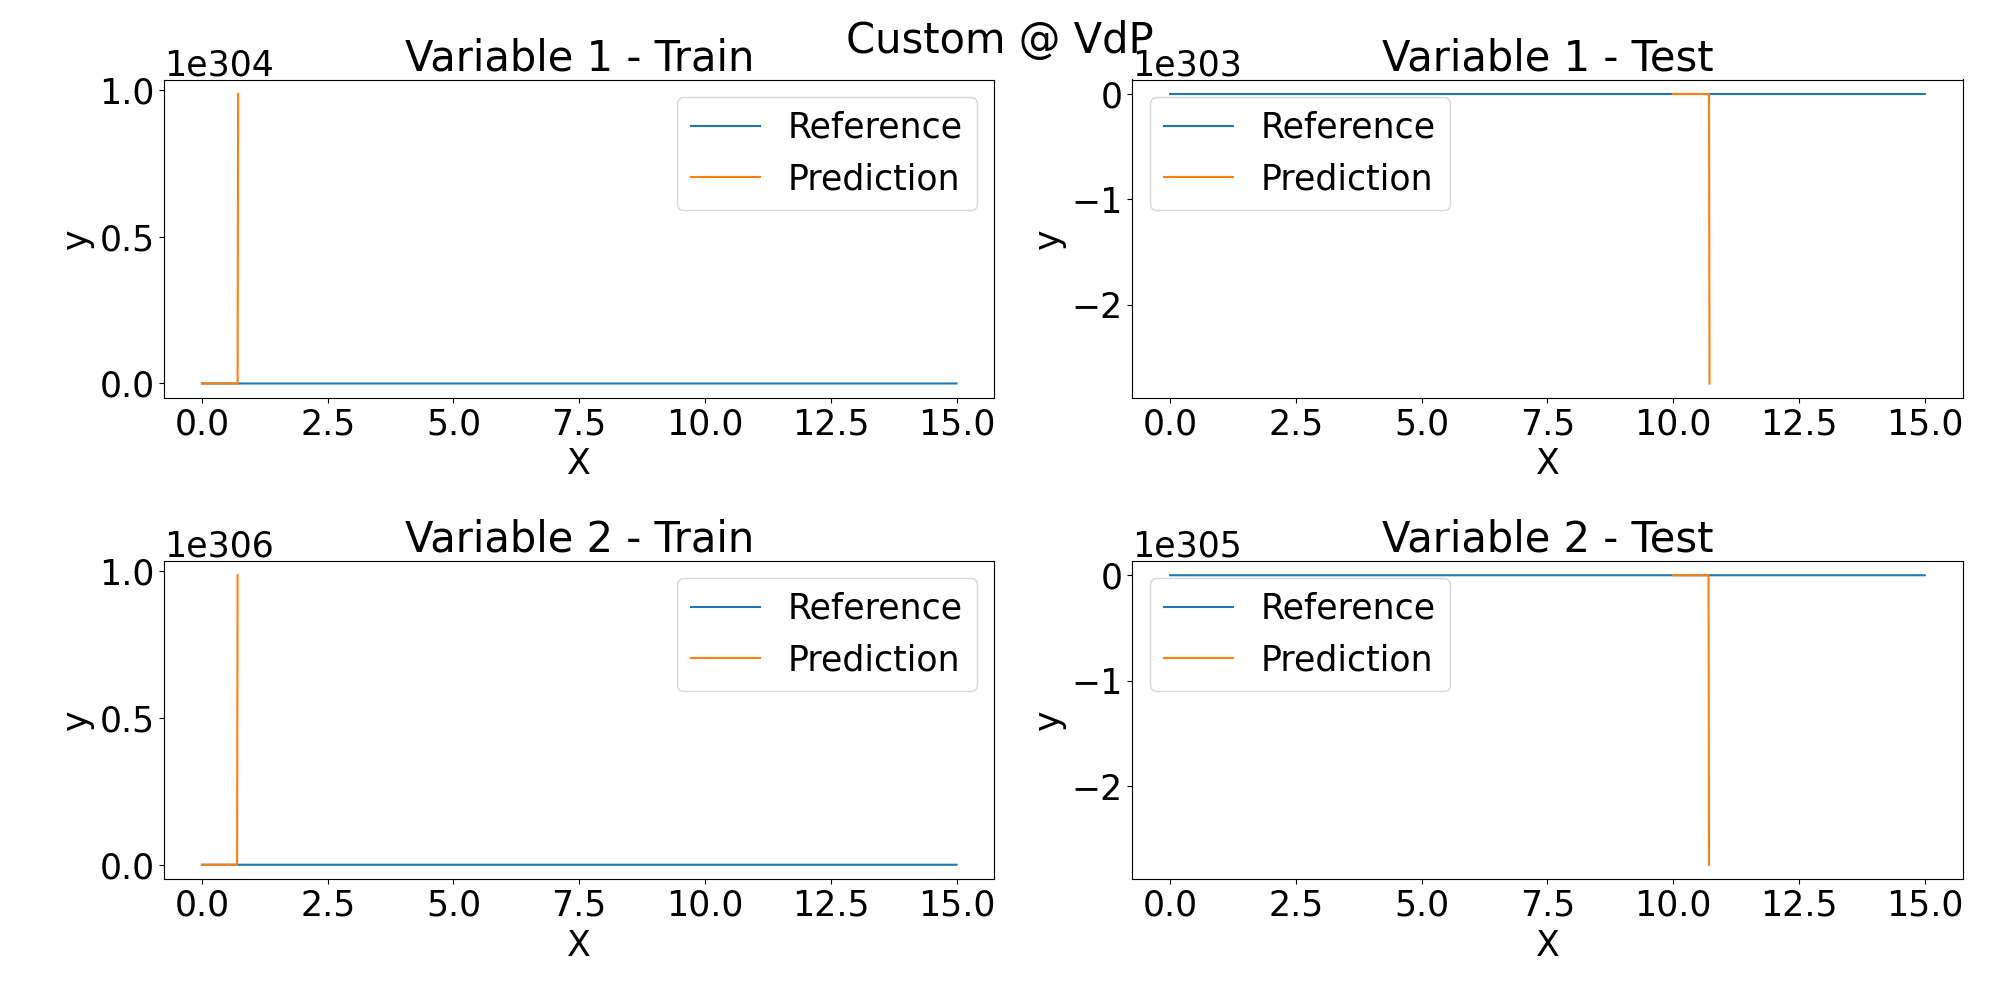 Custom @ VdP
Variable 1 - Train
1e304
1.0
0.5
0.0
y
Reference
Prediction
0.0 2.5 5.0 7.5 10.0 12.5 15.0
X
Variable 1 - Test
1e303
0
−1
−2
y
Reference
Prediction
0.0 2.5 5.0 7.5 10.0 12.5 15.0
X
Variable 2 - Train
1e306
1.0
0.5
0.0
y
Reference
Prediction
0.0 2.5 5.0 7.5 10.0 12.5 15.0
X
Variable 2 - Test
1e305
0
−1
−2
y
Reference
Prediction
0.0 2.5 5.0 7.5 10.0 12.5 15.0
X